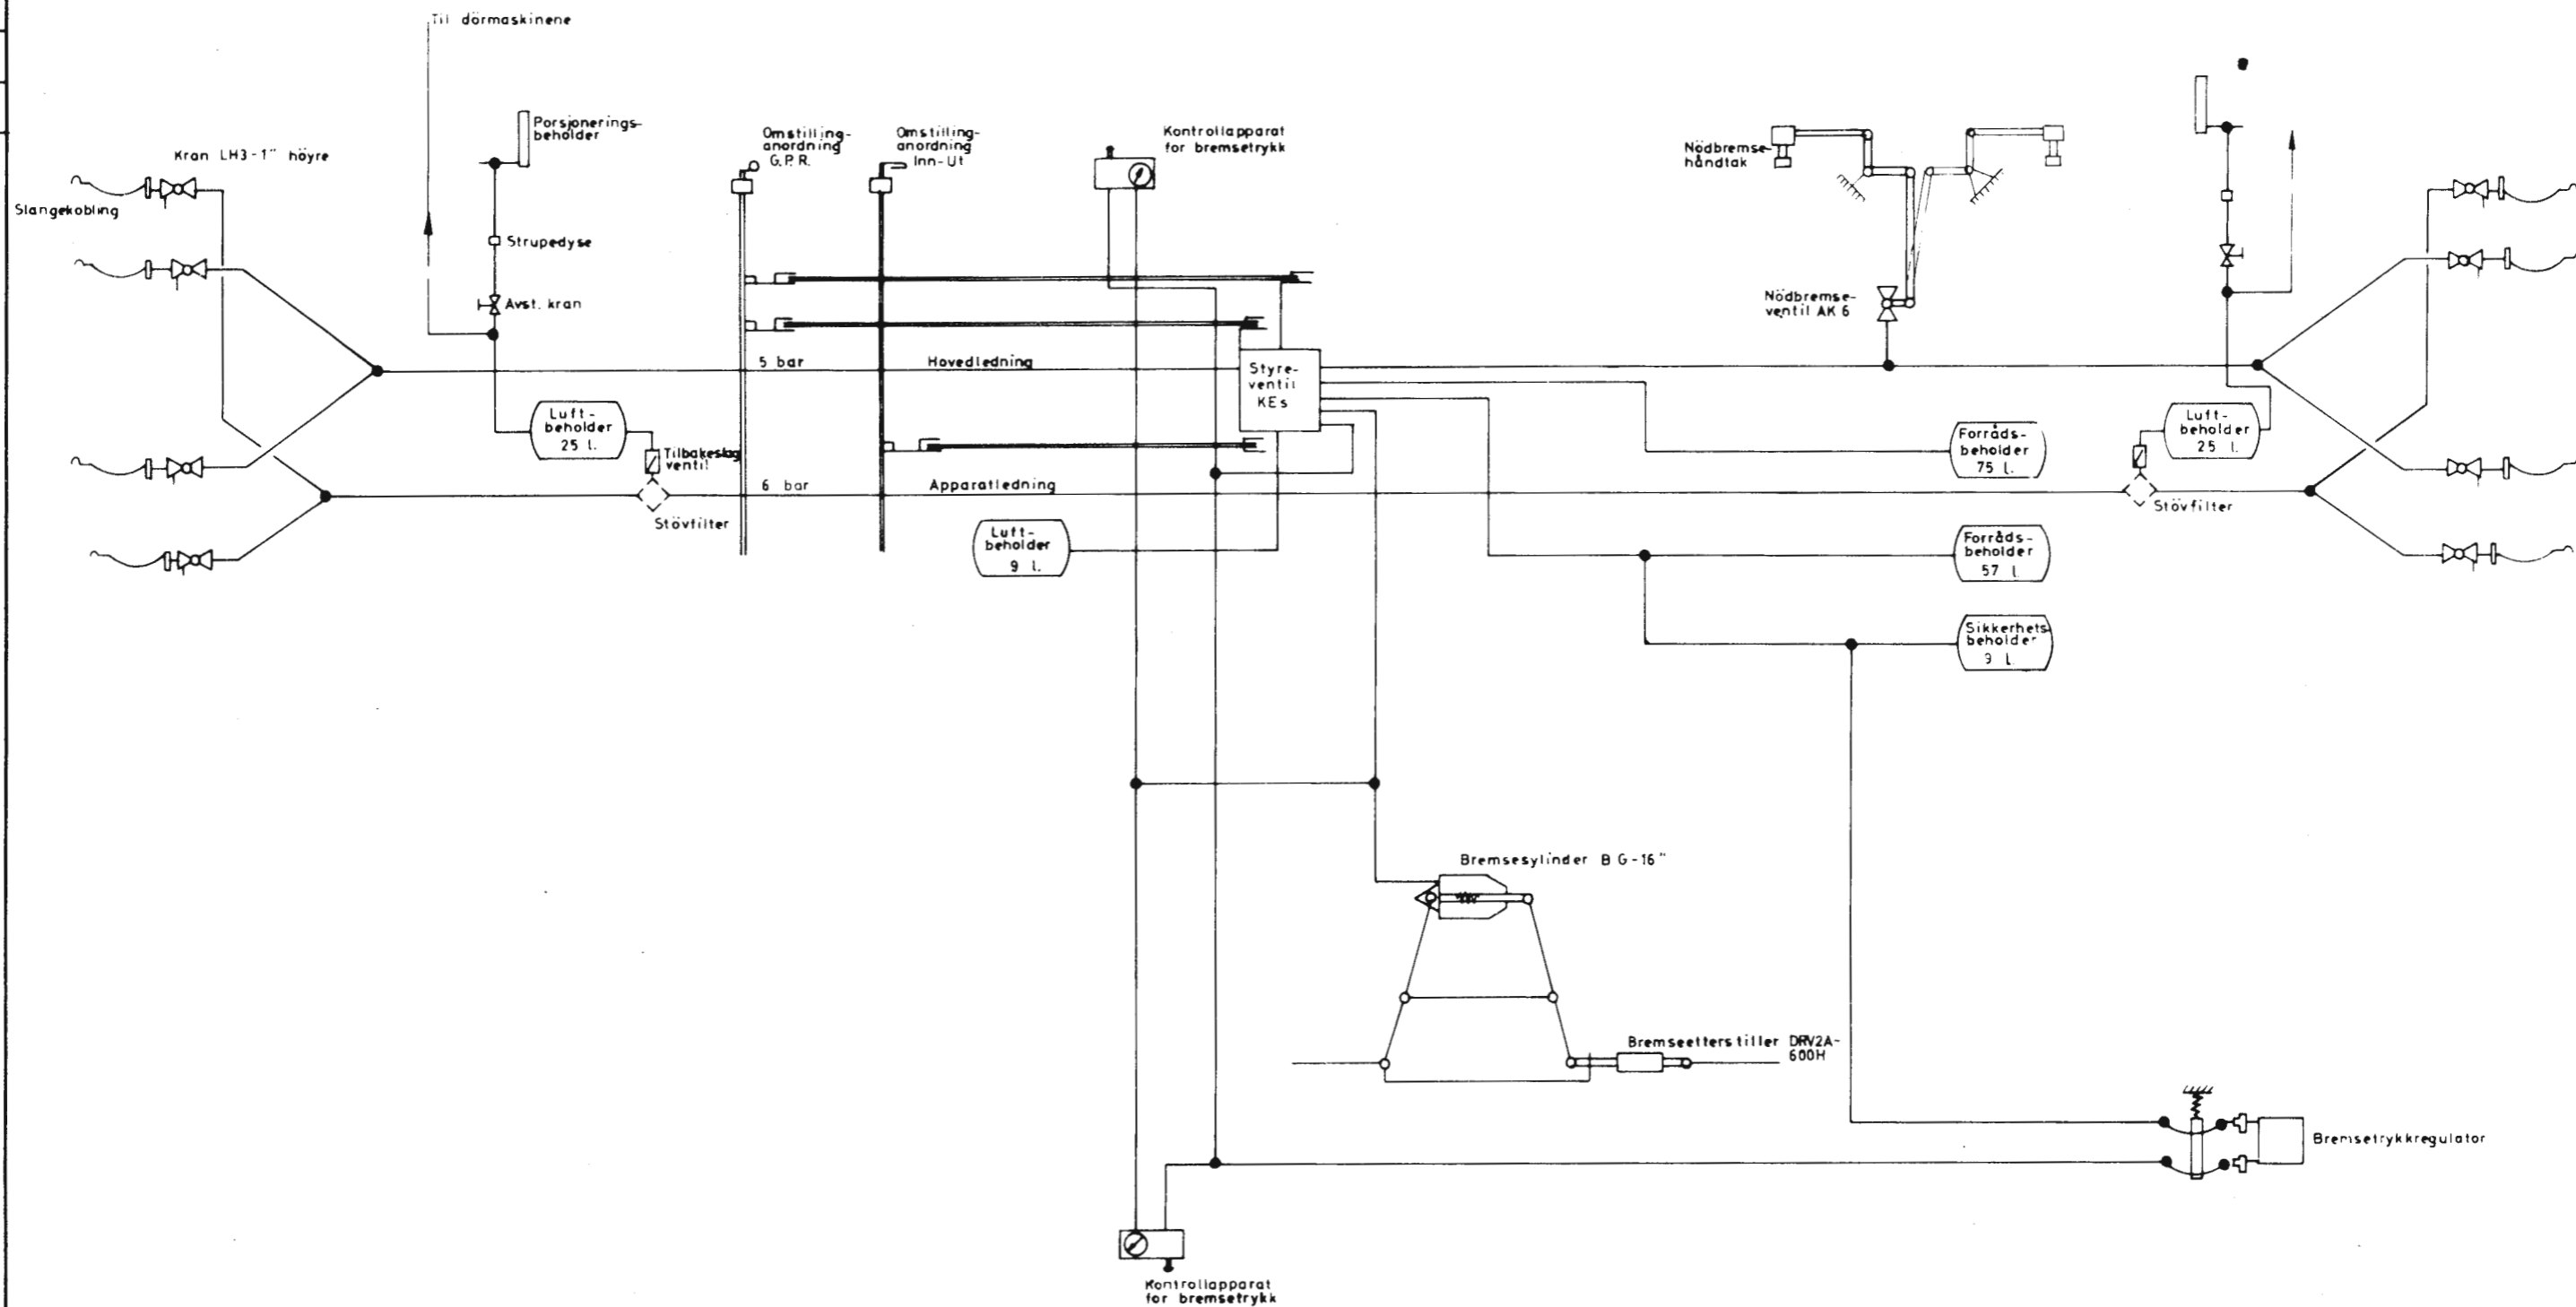 Til dörmaskinene
Porsjonerings-
beholder
Kran LH3-1" höyre
Slangekobling
Strupedyse
Avst. kran
Omstilling-
anordning
G.P.R.
Omstilling-
anordning
Inn-Ut
Kontrollapparat
for bremsetrykk
Nödbremse-
håndtak
Nödbremse-
ventil AK6
5 bar
Hovedledning
Styre-
ventil
KEs
Luft-
beholder
25 l.
Tilbakeslag
ventil
Stövfilter
6 bar
Apparatledning
Luft-
beholder
9 l.
Forråds-
beholder
75 l.
Luft-
beholder
25 l.
Stövfilter
Forråds-
beholder
57 l.
Sikkerhets
beholder
9 l.
Bremsesylinder BG-16"
Bremseetterstiller DRV2A-
600H
Bremsetrykkregulator
Kontrollapparat
for bremsetrykk